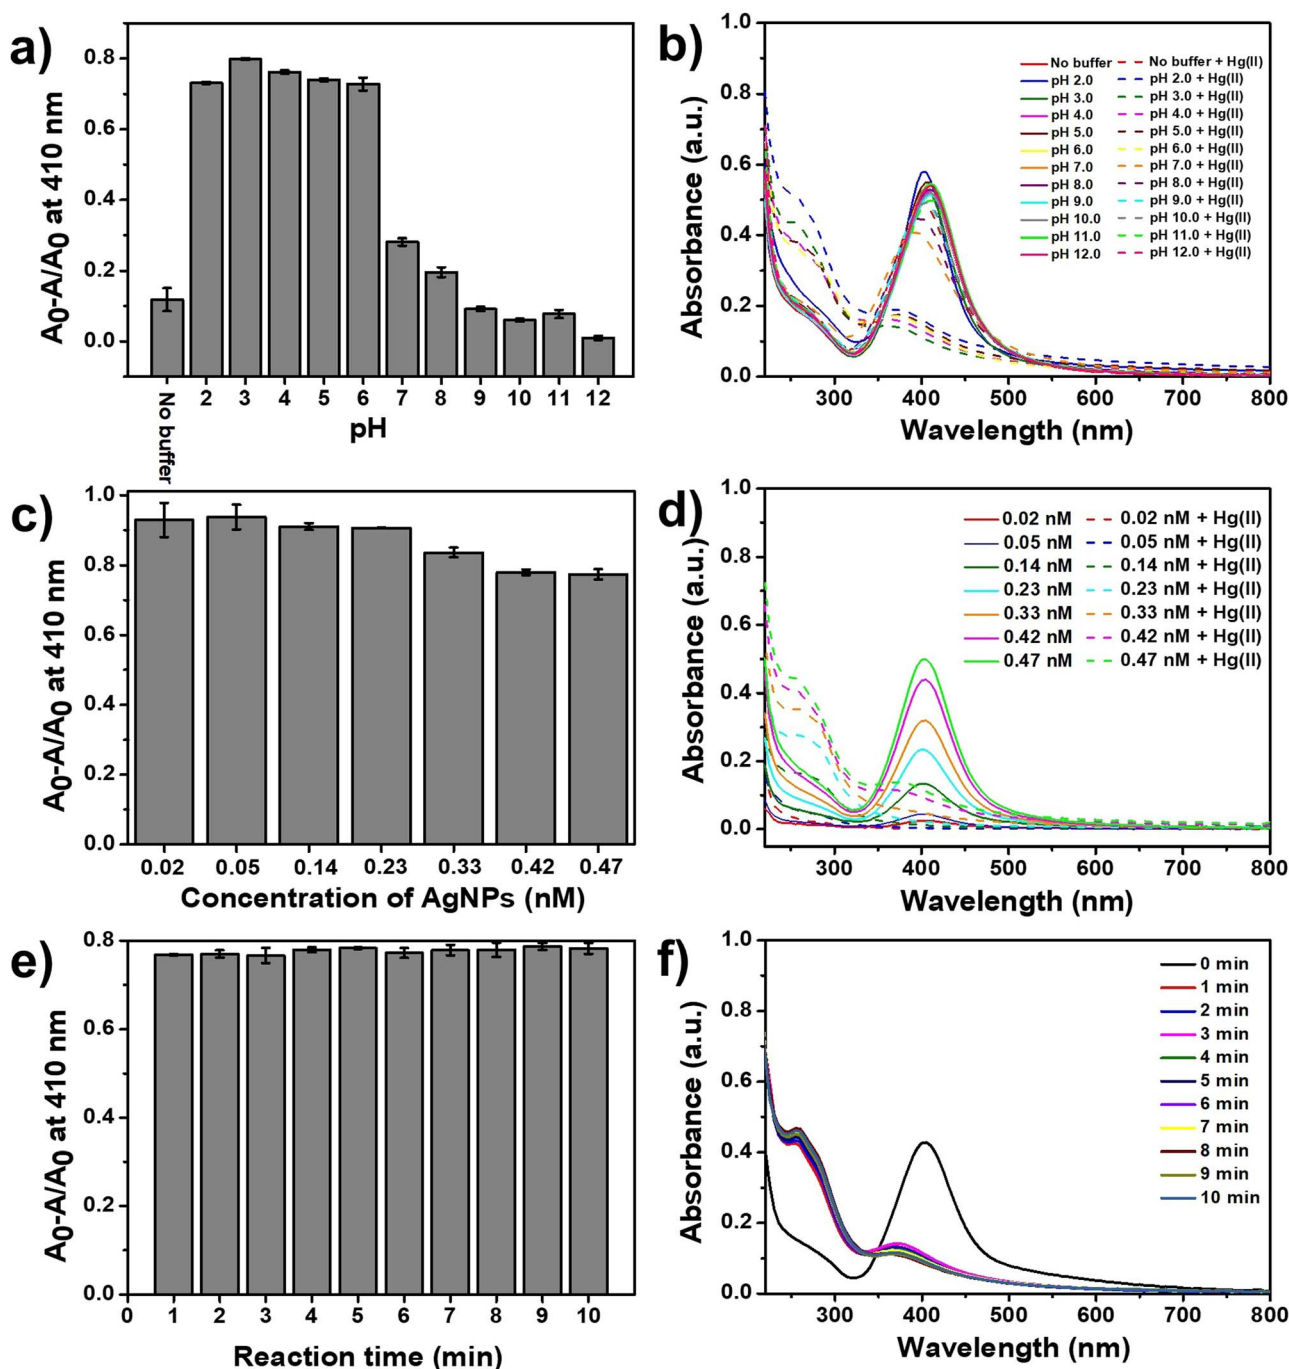 a)
A0-A/A0 at 410 nm
0.8
0.6
0.4
0.2
0.0
No buffer
2 3 4 5 6 7 8 9 10 11 12
pH
b)
Absorbance (a.u.)
1.0
0.8
0.6
0.4
0.2
0.0
No buffer No buffer + Hg(II)
pH 2.0 pH 2.0 + Hg(II)
pH 3.0 pH 3.0 + Hg(II)
pH 4.0 pH 4.0 + Hg(II)
pH 5.0 pH 5.0 + Hg(II)
pH 6.0 pH 6.0 + Hg(II)
pH 7.0 pH 7.0 + Hg(II)
pH 8.0 pH 8.0 + Hg(II)
pH 9.0 pH 9.0 + Hg(II)
pH 10.0 pH 10.0 + Hg(II)
pH 11.0 pH 11.0 + Hg(II)
pH 12.0 pH 12.0 + Hg(II)
300 400 500 600 700 800
Wavelength (nm)
c)
A0-A/A0 at 410 nm
1.0
0.8
0.6
0.4
0.2
0.0
0.02 0.05 0.14 0.23 0.33 0.42 0.47
Concentration of AgNPs (nM)
d)
Absorbance (a.u.)
1.0
0.8
0.6
0.4
0.2
0.0
0.02 nM 0.02 nM + Hg(II)
0.05 nM 0.05 nM + Hg(II)
0.14 nM 0.14 nM + Hg(II)
0.23 nM 0.23 nM + Hg(II)
0.33 nM 0.33 nM + Hg(II)
0.42 nM 0.42 nM + Hg(II)
0.47 nM 0.47 nM + Hg(II)
300 400 500 600 700 800
Wavelength (nm)
e)
A0-A/A0 at 410 nm
0.8
0.6
0.4
0.2
0.0
0 1 2 3 4 5 6 7 8 9 10
Reaction time (min)
f)
Absorbance (a.u.)
1.0
0.8
0.6
0.4
0.2
0.0
0 min
1 min
2 min
3 min
4 min
5 min
6 min
7 min
8 min
9 min
10 min
300 400 500 600 700 800
Wavelength (nm)